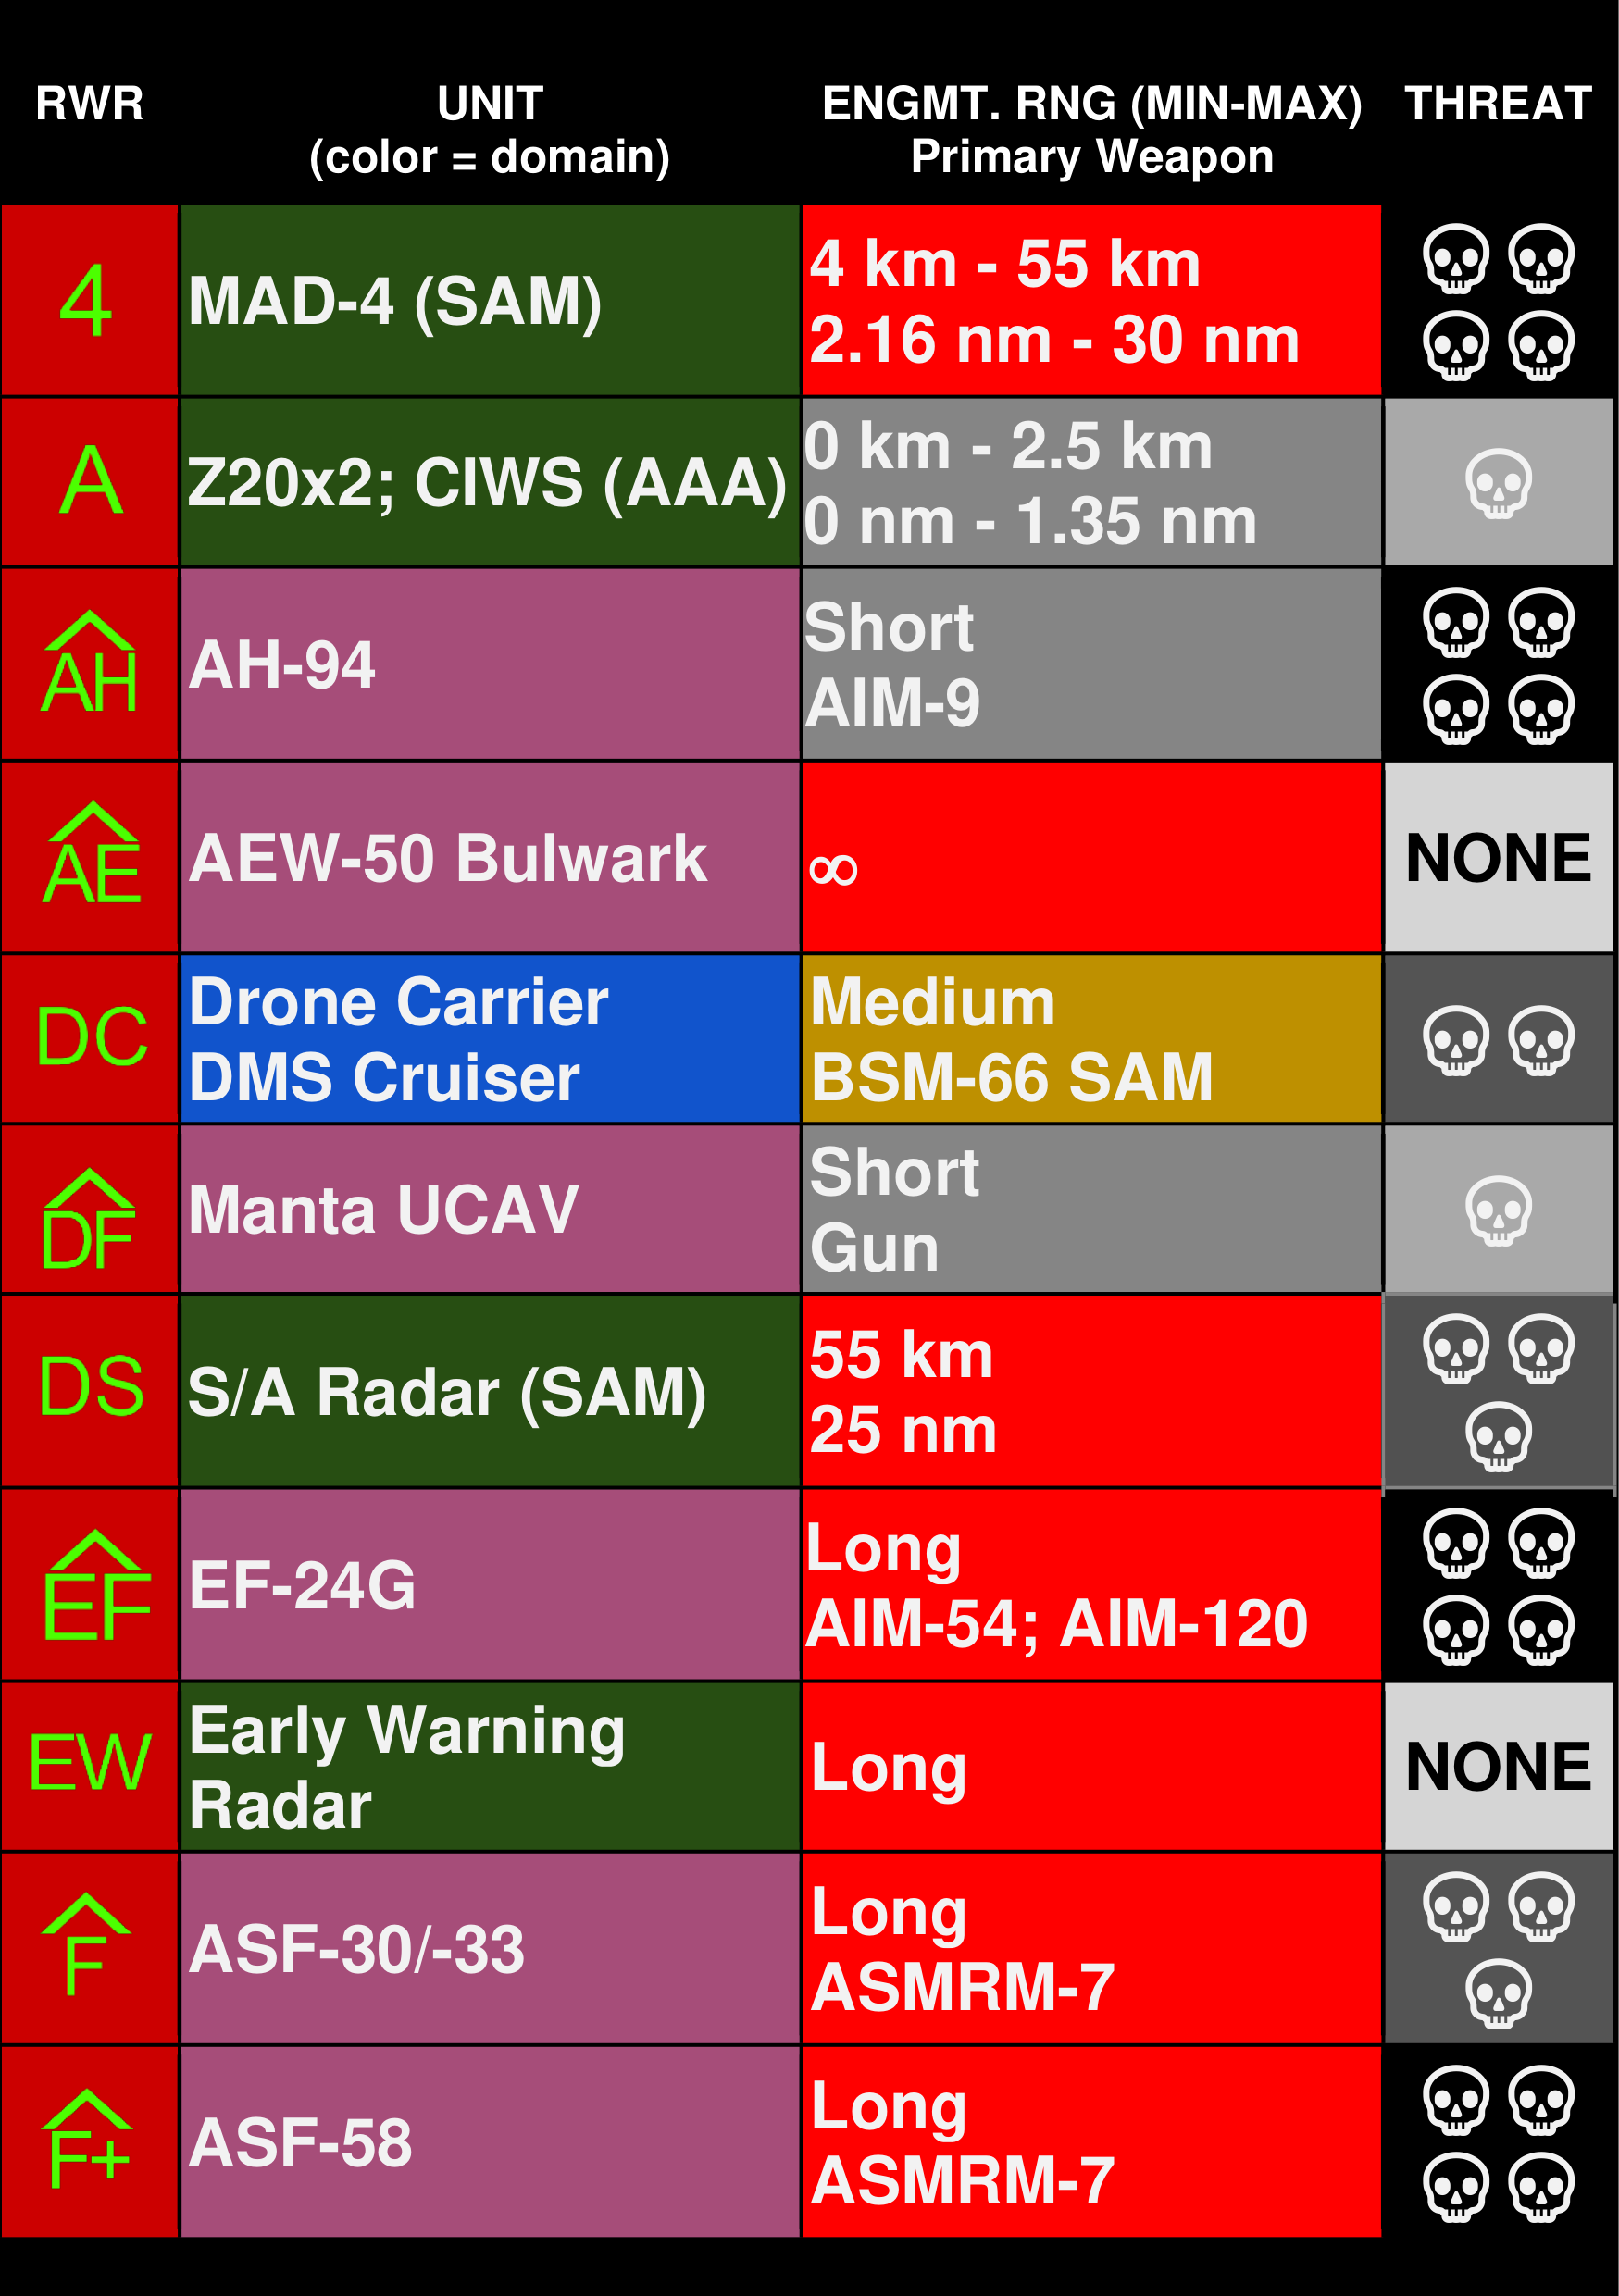 RWR UNIT ENGMT. RNG (MIN-MAX) THREAT
(color = domain) Primary Weapon
4 MAD-4 (SAM) 4 km - 55 km
2.16 nm - 30 nm
A Z20x2; CIWS (AAA) 0 km - 2.5 km
0 nm - 1.35 nm
AH AH-94 Short
AIM-9
AE AEW-50 Bulwark ∞ NONE
DC Drone Carrier Medium
DMS Cruiser BSM-66 SAM
DF Manta UCAV Short
Gun
DS S/A Radar (SAM) 55 km
25 nm
EF EF-24G Long
AIM-54; AIM-120
EW Early Warning Long NONE
Radar
F ASF-30/-33 Long
ASMRM-7
F+ ASF-58 Long
ASMRM-7